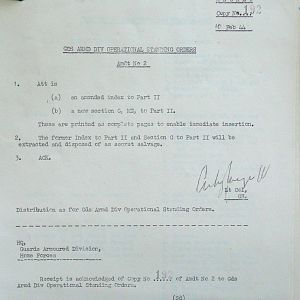 Copy No...192
10 Feb 44
Gds ARMD DIV OPERATIONAL STANDING ORDERS
Amdt No 2
1. Att is
(a) an amended index to Part II
(b) a new section G, to Part II.
These are printed as complete pages to enable immediate insertion.
2. The former Index to Part II and Section G to Part II will be
extracted and disposed of as secret salvage.
3. ACK.
Lt Col,
GS.
Distribution as for Gds Armd Div Operational Standing Orders.
HQ,
Guards Armoured Division,
Home Forces
Receipt is acknowledged of Copy No .192 of Amdt No 2 to Gds
Armd Div Operational Standing Orders.